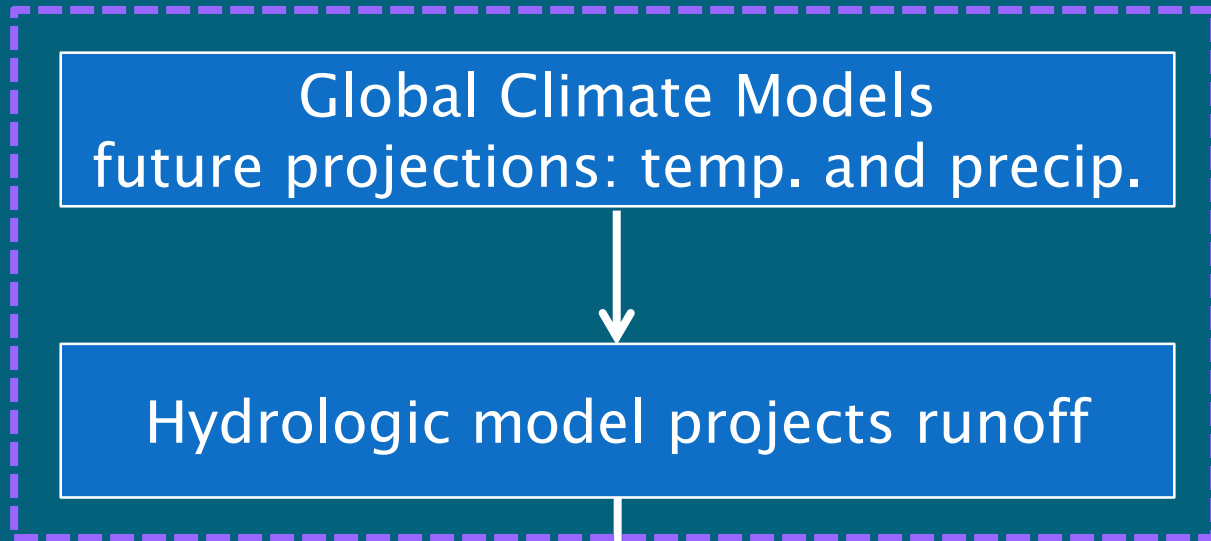 Global Climate Models
future projections: temp. and precip.
Hydrologic model projects runoff